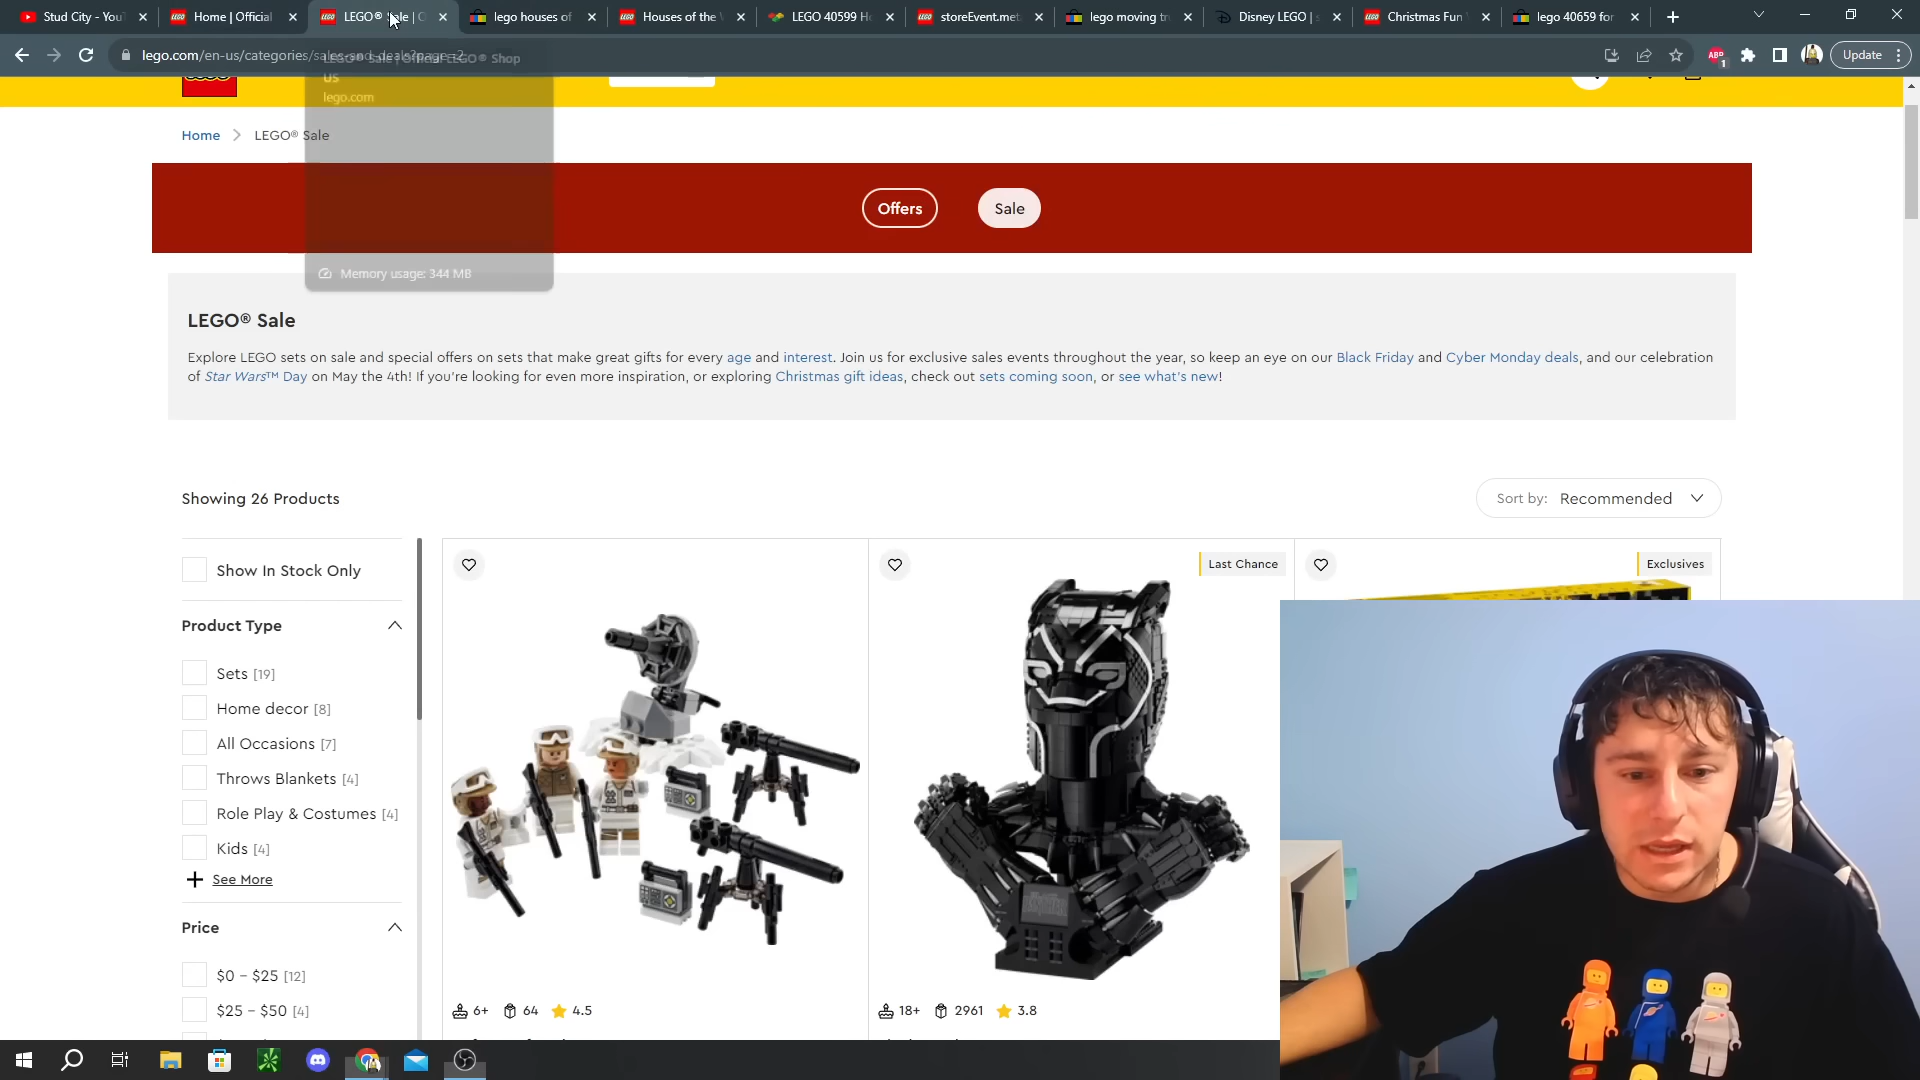 Stud City - You
Home | Official
LEGO® Sale | O
lego houses of
Houses of the
LEGO 40599 H
storeEvent.met
lego moving tr
Disney LEGO | s
Christmas Fun
lego 40659 for
lego.com/en-us/categories/sales-and-deals?page=2
ABP
1
Update
LEGO® Sale | Official LEGO® Shop
US
lego.com
Memory usage: 344 MB
Home
LEGO® Sale
Offers
Sale
LEGO® Sale
Explore LEGO sets on sale and special offers on sets that make great gifts for every age and interest. Join us for exclusive sales events throughout the year, so keep an eye on our Black Friday and Cyber Monday deals, and our celebration
of Star Wars™ Day on May the 4th! If you're looking for even more inspiration, or exploring Christmas gift ideas, check out sets coming soon, or see what's new!
Showing 26 Products
Sort by: Recommended
Show In Stock Only
Product Type
Sets [19]
Home decor [8]
All Occasions [7]
Throws Blankets [4]
Role Play & Costumes [4]
Kids [4]
See More
Price
$0 - $25 [12]
$25 - $50 [4]
Last Chance
Exclusives
6+ 64 4.5
18+ 2961 3.8